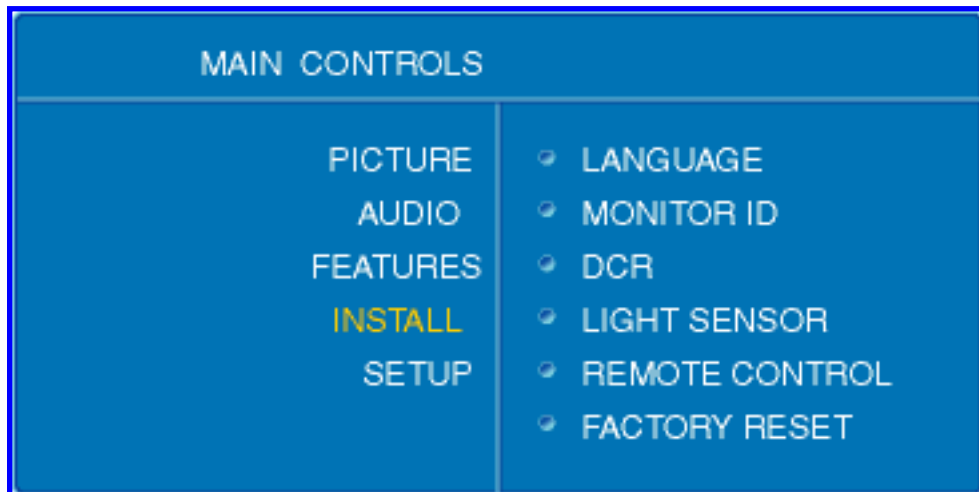 MAIN CONTROLS
PICTURE
AUDIO
FEATURES
INSTALL
SETUP
LANGUAGE
MONITOR ID
DCR
LIGHT SENSOR
REMOTE CONTROL
FACTORY RESET